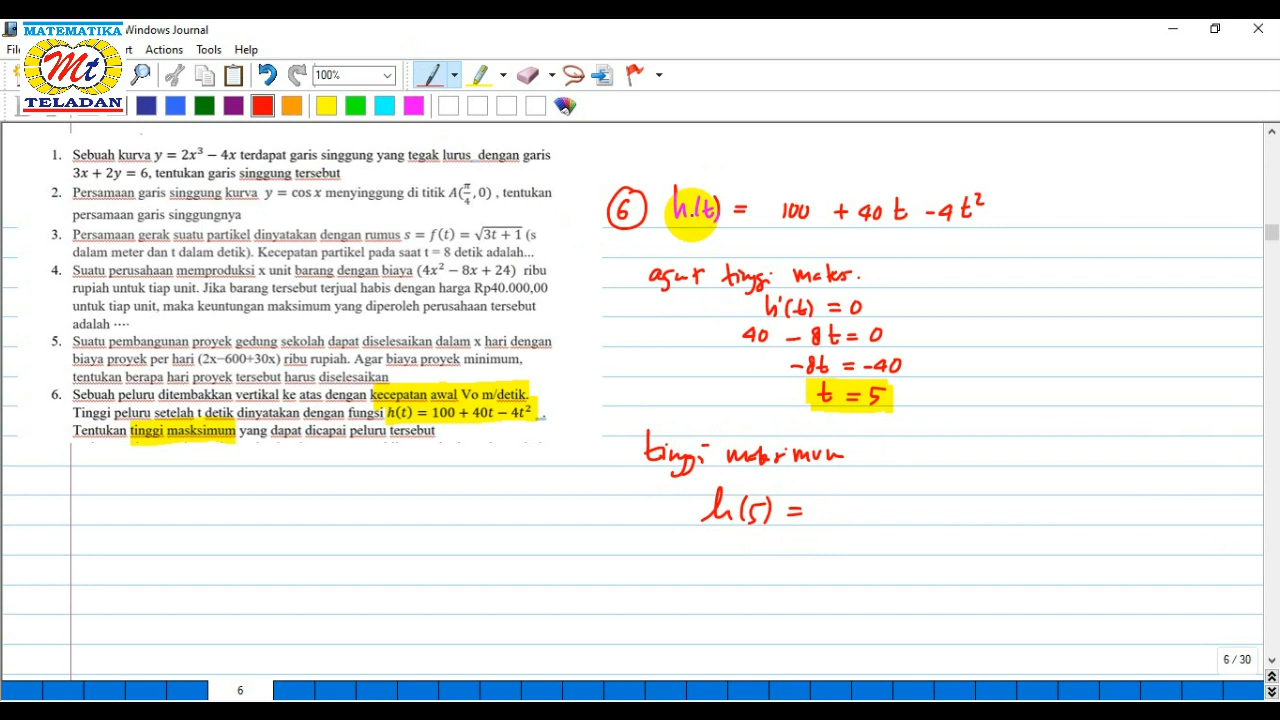 MATEMATIKA
Mt
TELADAN
Windows Journal
Fil
rt Actions Tools Help
100%
1. Sebuah kurva y = 2x³ − 4x terdapat garis singgung yang tegak lurus dengan garis
3x + 2y = 6, tentukan garis singgung tersebut
2. Persamaan garis singgung kurva y = cos x menyinggung di titik A(π/4, 0) , tentukan
persamaan garis singgungnya
3. Persamaan gerak suatu partikel dinyatakan dengan rumus s = f(t) = √(3t + 1) (s
dalam meter dan t dalam detik). Kecepatan partikel pada saat t = 8 detik adalah...
4. Suatu perusahaan memproduksi x unit barang dengan biaya (4x² − 8x + 24) ribu
rupiah untuk tiap unit. Jika barang tersebut terjual habis dengan harga Rp40.000,00
untuk tiap unit, maka keuntungan maksimum yang diperoleh perusahaan tersebut
adalah ····
5. Suatu pembangunan proyek gedung sekolah dapat diselesaikan dalam x hari dengan
biaya proyek per hari (2x−600+30x) ribu rupiah. Agar biaya proyek minimum,
tentukan berapa hari proyek tersebut harus diselesaikan
6. Sebuah peluru ditembakkan vertikal ke atas dengan kecepatan awal Vo m/detik.
Tinggi peluru setelah t detik dinyatakan dengan fungsi h(t) = 100 + 40t − 4t² .
Tentukan tinggi masksimum yang dapat dicapai peluru tersebut
6 h(t) = 100 + 40t - 4t²
agar tinggi maks.
h'(t) = 0
40 - 8t = 0
-8t = -40
t = 5
tinggi maksimum
h(5) =
6 / 30
6